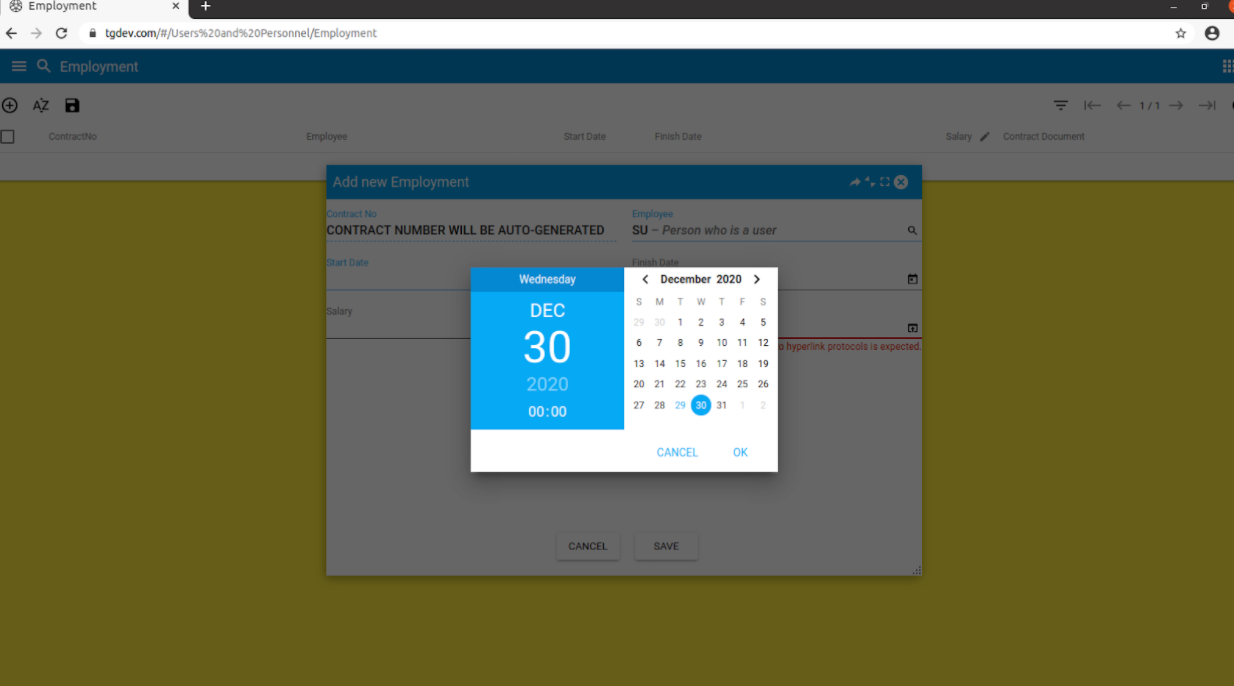 Employment
tgdev.com/#/Users%20and%20Personnel/Employment
Employment
AZ
1 / 1
ContractNo Employee Start Date Finish Date Salary Contract Document
Add new Employment
Contract No Employee
CONTRACT NUMBER WILL BE AUTO-GENERATED SU – Person who is a user
Start Date Finish Date
Salary
o hyperlink protocols is expected.
Wednesday
DEC
30
2020
00:00
December 2020
S M T W T F S
29 30 1 2 3 4 5
6 7 8 9 10 11 12
13 14 15 16 17 18 19
20 21 22 23 24 25 26
27 28 29 30 31 1 2
CANCEL OK
CANCEL SAVE